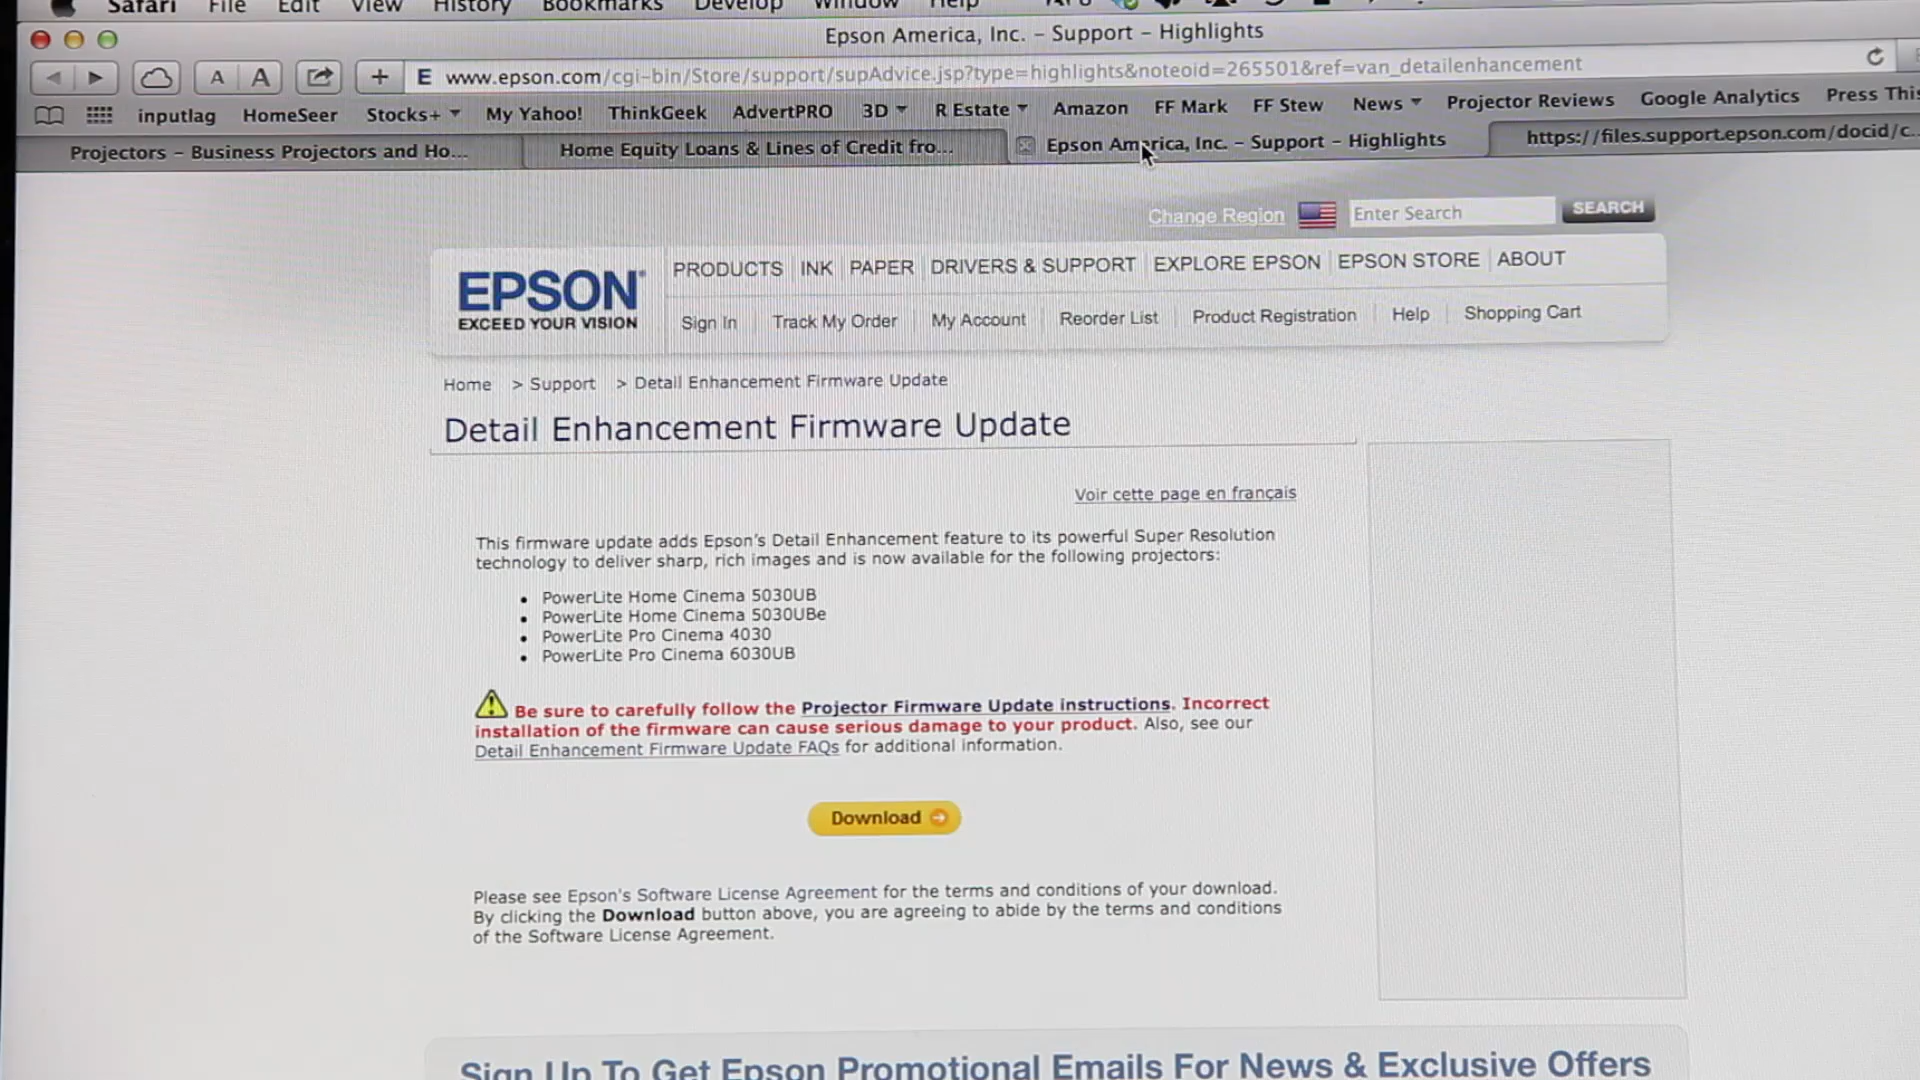 Safari File Edit View History Bookmarks Develop Window Help
Epson America, Inc. – Support – Highlights
A A + E www.epson.com/cgi-bin/Store/support/supAdvice.jsp?type=highlights&noteoid=265501&ref=van_detailenhancement
inputlag HomeSeer Stocks+ My Yahoo! ThinkGeek AdvertPRO 3D R Estate Amazon FF Mark FF Stew News Projector Reviews Google Analytics Press This
Projectors – Business Projectors and Ho... Home Equity Loans & Lines of Credit fro... Epson America, Inc. – Support – Highlights https://files.support.epson.com/docid/c...
Change Region Enter Search SEARCH
EPSON
EXCEED YOUR VISION
PRODUCTS INK PAPER DRIVERS & SUPPORT EXPLORE EPSON EPSON STORE ABOUT
Sign In Track My Order My Account Reorder List Product Registration Help Shopping Cart
Home > Support > Detail Enhancement Firmware Update
Detail Enhancement Firmware Update
Voir cette page en français
This firmware update adds Epson's Detail Enhancement feature to its powerful Super Resolution
technology to deliver sharp, rich images and is now available for the following projectors:
• PowerLite Home Cinema 5030UB
• PowerLite Home Cinema 5030UBe
• PowerLite Pro Cinema 4030
• PowerLite Pro Cinema 6030UB
Be sure to carefully follow the Projector Firmware Update instructions. Incorrect
installation of the firmware can cause serious damage to your product. Also, see our
Detail Enhancement Firmware Update FAQs for additional information.
Download
Please see Epson's Software License Agreement for the terms and conditions of your download.
By clicking the Download button above, you are agreeing to abide by the terms and conditions
of the Software License Agreement.
Sign Up To Get Epson Promotional Emails For News & Exclusive Offers